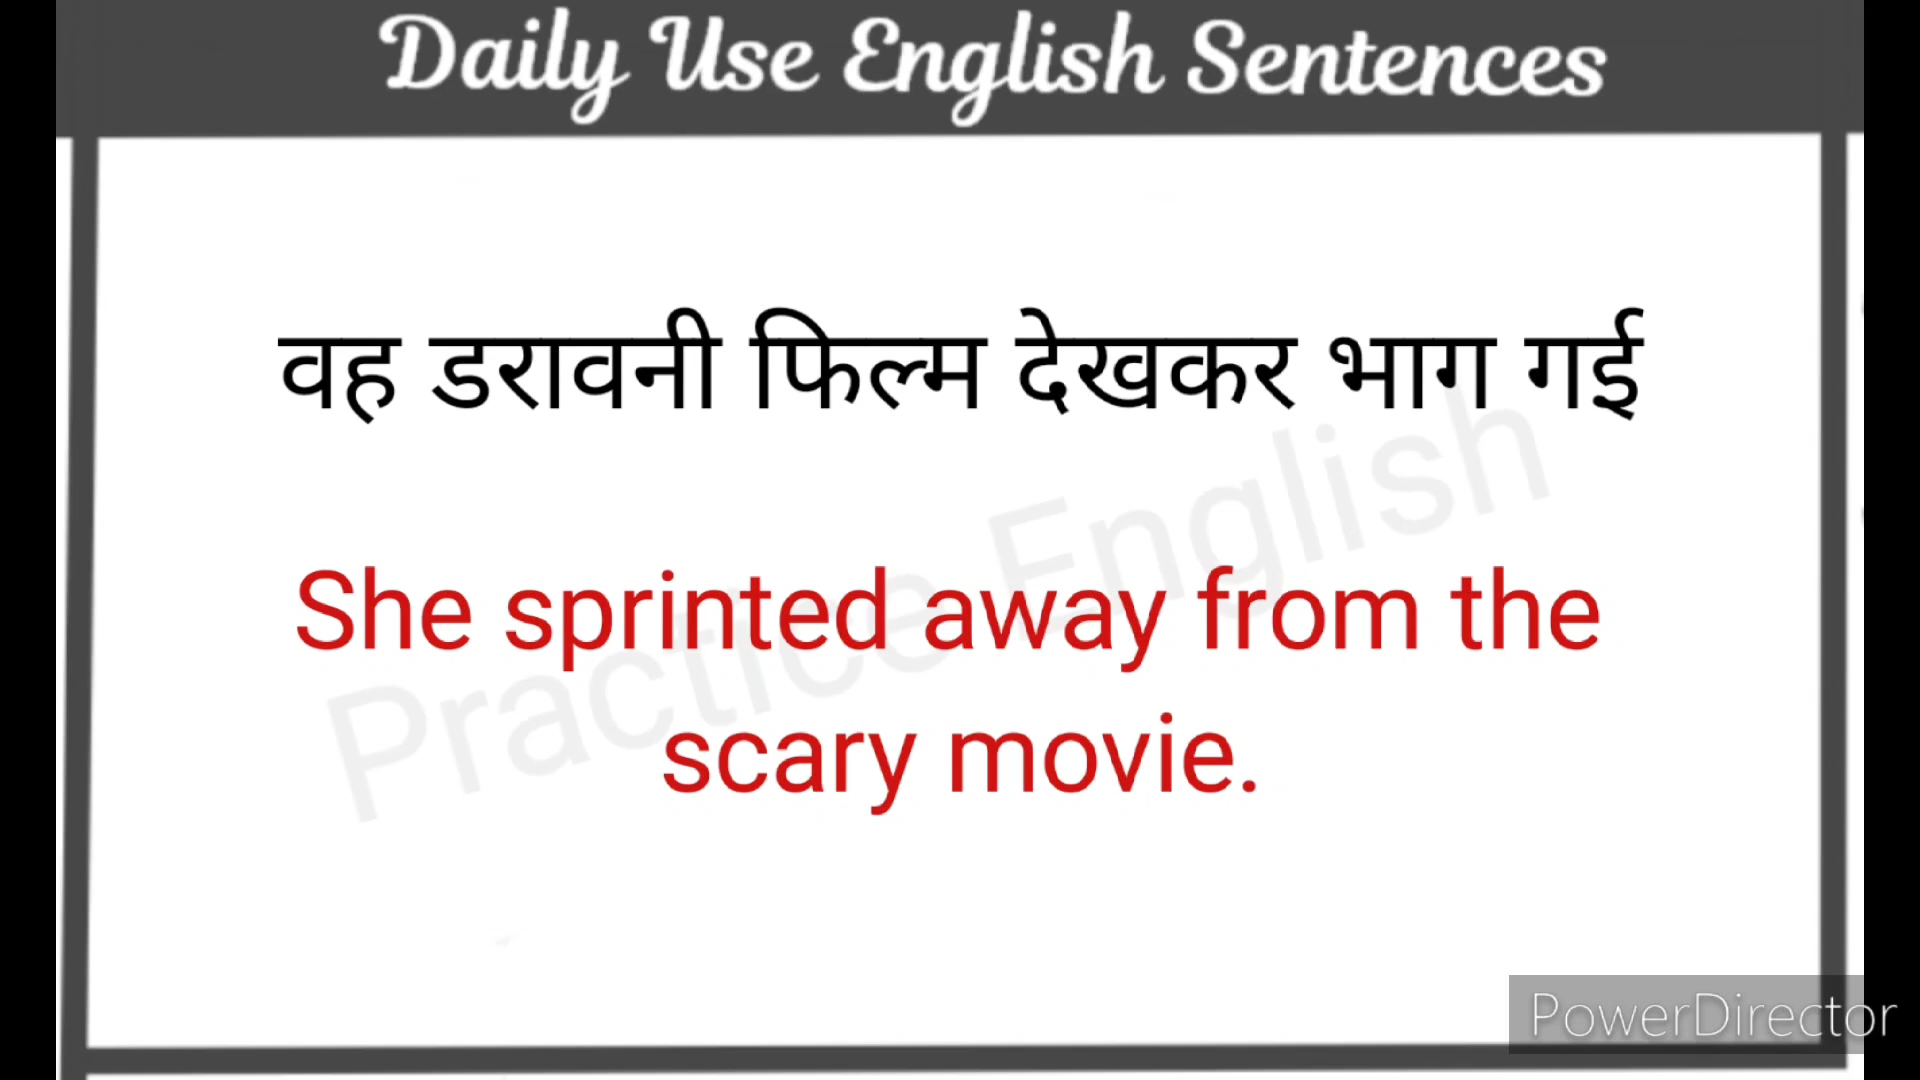 Daily Use English Sentences
वह डरावनी फिल्म देखकर भाग गई
She sprinted away from the
scary movie.
Practice English
PowerDirector